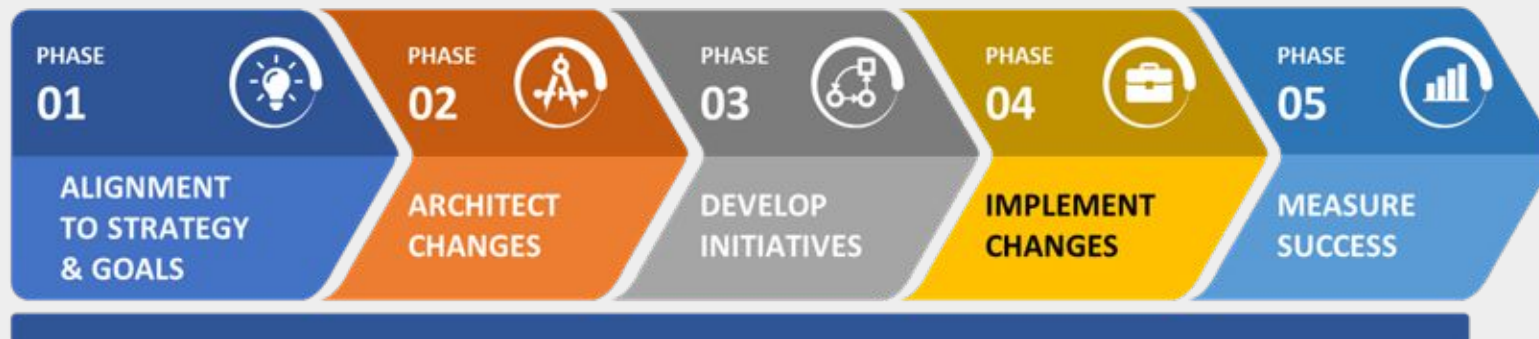 PHASE
01
ALIGNMENT
TO STRATEGY
& GOALS
PHASE
02
ARCHITECT
CHANGES
PHASE
03
DEVELOP
INITIATIVES
PHASE
04
IMPLEMENT
CHANGES
PHASE
05
MEASURE
SUCCESS